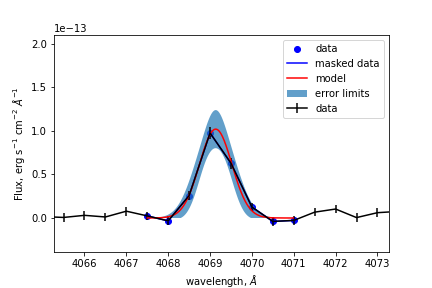 1e−13
2.0
1.5
1.0
0.5
0.0
Flux, erg s⁻¹ cm⁻² Å⁻¹
data
masked data
model
error limits
data
4066 4067 4068 4069 4070 4071 4072 4073
wavelength, Å